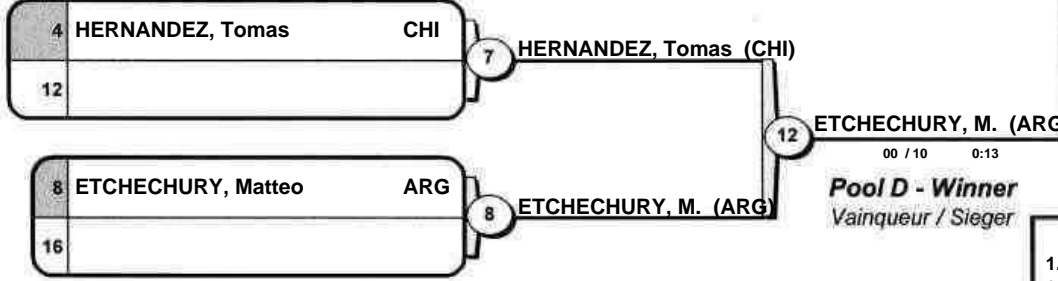 4 HERNANDEZ, Tomas CHI
7
HERNANDEZ, Tomas (CHI)
12
12
ETCHECHURY, M. (ARG
00 / 10 0:13
8 ETCHECHURY, Matteo ARG
8
ETCHECHURY, M. (ARG)
16
Pool D - Winner
Vainqueur / Sieger
1.